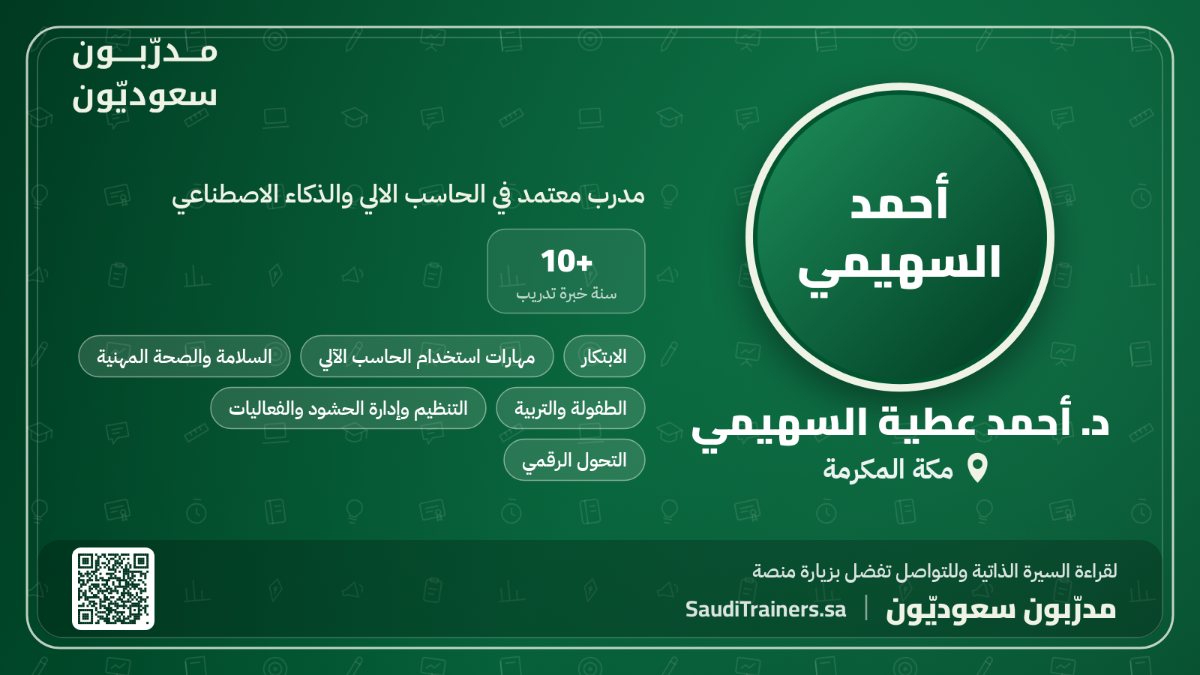 مـدرّبـون
سعوديّون
أحمد
السهيمي
د. أحمد عطية السهيمي
مكة المكرمة
مدرب معتمد في الحاسب الالي والذكاء الاصطناعي
+10
سنة خبرة تدريب
الابتكار
مهارات استخدام الحاسب الآلي
السلامة والصحة المهنية
الطفولة والتربية
التنظيم وإدارة الحشود والفعاليات
التحول الرقمي
لقراءة السيرة الذاتية وللتواصل تفضل بزيارة منصة
مدرّبون سعوديّون | SaudiTrainers.sa